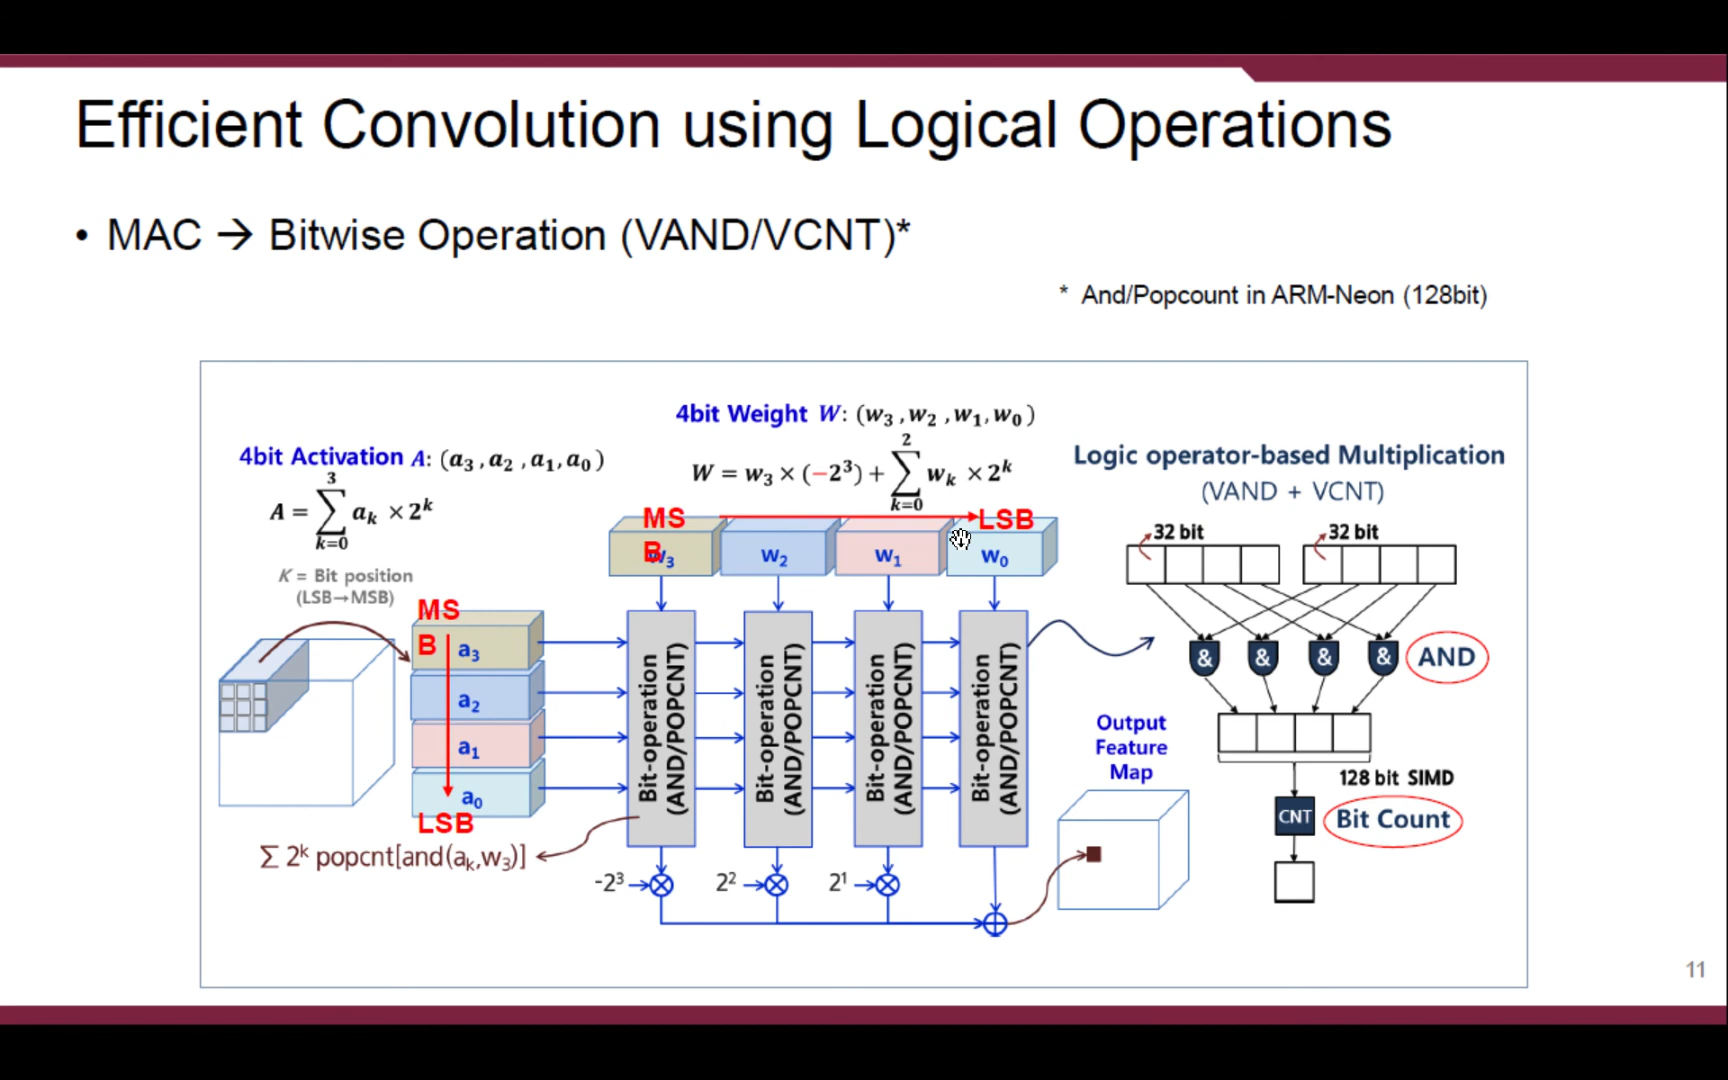 Efficient Convolution using Logical Operations
• MAC → Bitwise Operation (VAND/VCNT)*
* And/Popcount in ARM-Neon (128bit)
4bit Weight W: (w₃ ,w₂ ,w₁,w₀ )
W = w₃ × (−2³) + ∑ₖ₌₀² wₖ × 2ᵏ
4bit Activation A: (a₃ ,a₂ ,a₁,a₀ )
A = ∑ₖ₌₀³ aₖ × 2ᵏ
K = Bit position
(LSB→MSB)
MSB
LSB
w₃
w₂
w₁
w₀
MSB
a₃
a₂
a₁
a₀
LSB
Bit-operation
(AND/POPCNT)
Bit-operation
(AND/POPCNT)
Bit-operation
(AND/POPCNT)
Bit-operation
(AND/POPCNT)
∑ 2ᵏ popcnt[and(aₖ,w₃)]
-2³
2²
2¹
Output
Feature
Map
Logic operator-based Multiplication
(VAND + VCNT)
32 bit
32 bit
& & & & AND
128 bit SIMD
CNT Bit Count
11